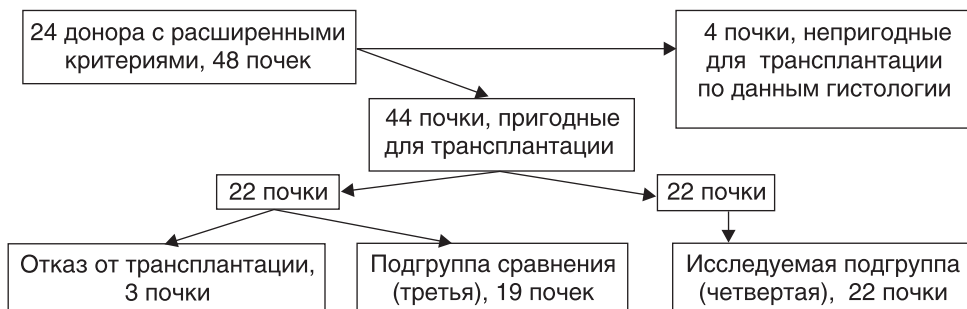 24 донора с расширенными
критериями, 48 почек
4 почки, непригодные
для трансплантации
по данным гистологии
44 почки, пригодные
для трансплантации
22 почки
22 почки
Отказ от трансплантации,
3 почки
Подгруппа сравнения
(третья), 19 почек
Исследуемая подгруппа
(четвертая), 22 почки